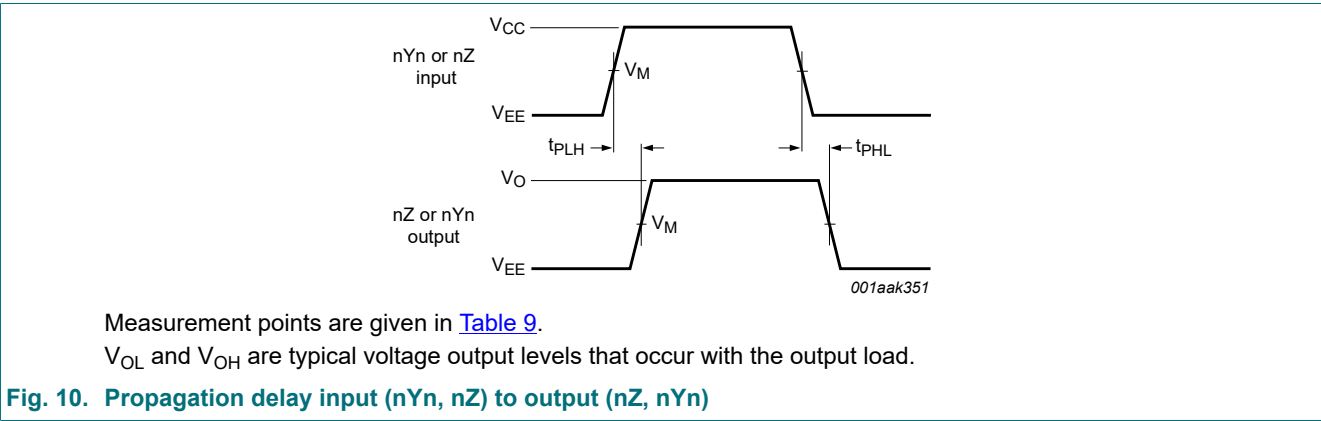 VCC
nYn or nZ
input
VM
VEE
tPLH
tPHL
VO
nZ or nYn
output
VM
VEE
001aak351
Measurement points are given in Table 9.
VOL and VOH are typical voltage output levels that occur with the output load.
Fig. 10. Propagation delay input (nYn, nZ) to output (nZ, nYn)